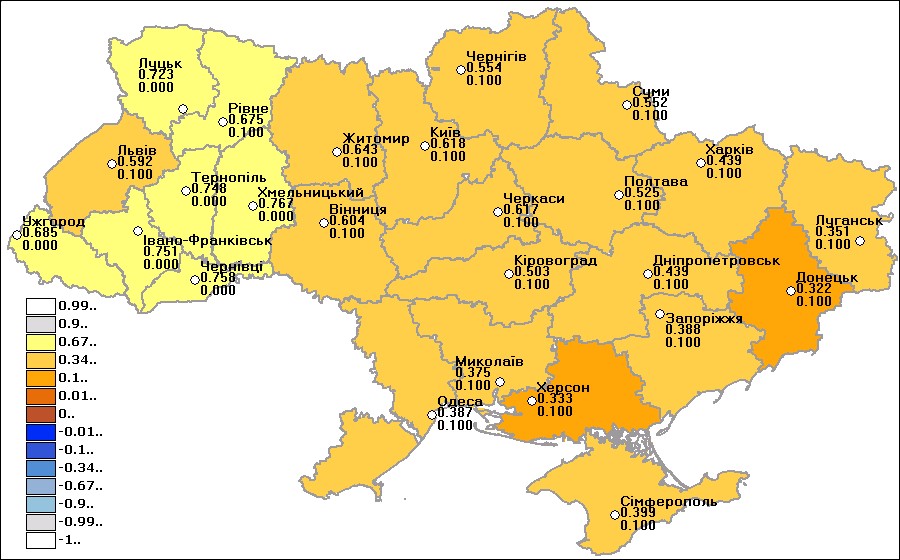 Чернігів
0.554
0.100
Луцьк
0.723
0.000
Суми
0.552
0.100
Рівне
0.675
0.100
Житомир
0.643
0.100
Київ
0.618
0.100
Харків
0.439
0.100
Львів
0.592
0.100
Тернопіль
0.748
0.000
Хмельницький
0.767
0.000
Полтава
0.525
0.100
Вінниця
0.604
0.100
Черкаси
0.617
0.100
Ужгород
0.685
0.000
Луганськ
0.351
0.100
Івано-Франківськ
0.751
0.000
Чернівці
0.758
0.000
Кіровоград
0.503
0.100
Дніпропетровськ
0.439
0.100
Донецьк
0.322
0.100
Запоріжжя
0.388
0.100
Миколаїв
0.375
0.100
Херсон
0.333
0.100
Одеса
0.387
0.100
Сімферополь
0.399
0.100
0.99..
0.9..
0.67..
0.34..
0.1..
0.01..
0..
-0.01..
-0.1..
-0.34..
-0.67..
-0.9..
-0.99..
-1..